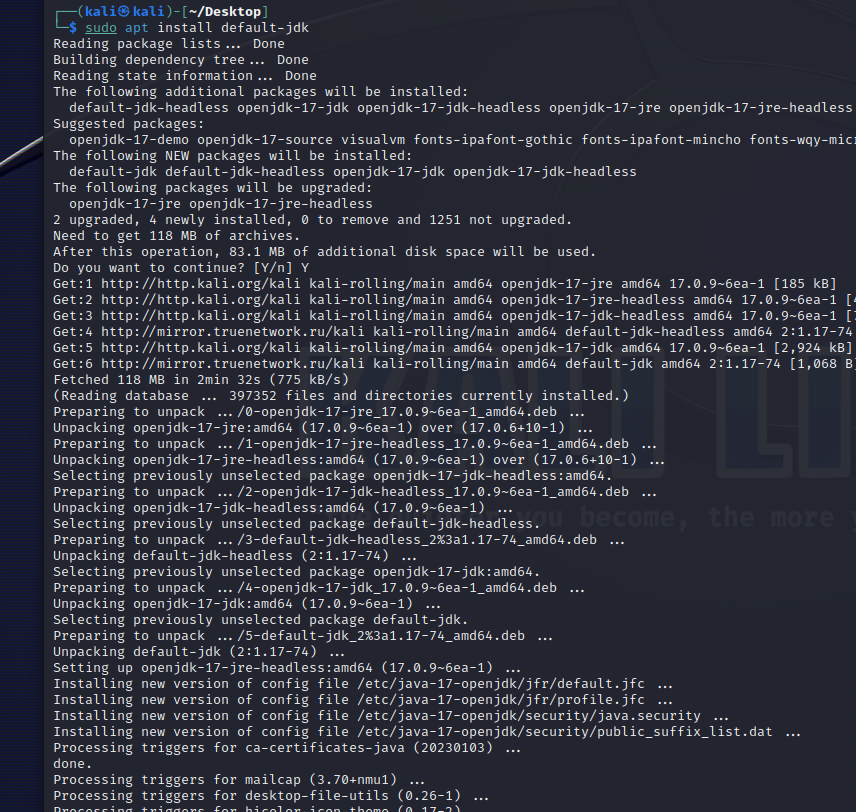 ┌──(kali㉿kali)-[~/Desktop]
└─$ sudo apt install default-jdk
Reading package lists... Done
Building dependency tree... Done
Reading state information... Done
The following additional packages will be installed:
  default-jdk-headless openjdk-17-jdk openjdk-17-jdk-headless openjdk-17-jre openjdk-17-jre-headless
Suggested packages:
  openjdk-17-demo openjdk-17-source visualvm fonts-ipafont-gothic fonts-ipafont-mincho fonts-wqy-micr
The following NEW packages will be installed:
  default-jdk default-jdk-headless openjdk-17-jdk openjdk-17-jdk-headless
The following packages will be upgraded:
  openjdk-17-jre openjdk-17-jre-headless
2 upgraded, 4 newly installed, 0 to remove and 1251 not upgraded.
Need to get 118 MB of archives.
After this operation, 83.1 MB of additional disk space will be used.
Do you want to continue? [Y/n] Y
Get:1 http://http.kali.org/kali kali-rolling/main amd64 openjdk-17-jre amd64 17.0.9~6ea-1 [185 kB]
Get:2 http://http.kali.org/kali kali-rolling/main amd64 openjdk-17-jre-headless amd64 17.0.9~6ea-1 [4
Get:3 http://http.kali.org/kali kali-rolling/main amd64 openjdk-17-jdk-headless amd64 17.0.9~6ea-1 [7
Get:4 http://mirror.truenetwork.ru/kali kali-rolling/main amd64 default-jdk-headless amd64 2:1.17-74
Get:5 http://http.kali.org/kali kali-rolling/main amd64 openjdk-17-jdk amd64 17.0.9~6ea-1 [2,924 kB]
Get:6 http://mirror.truenetwork.ru/kali kali-rolling/main amd64 default-jdk amd64 2:1.17-74 [1,068 B]
Fetched 118 MB in 2min 32s (775 kB/s)
(Reading database ... 397352 files and directories currently installed.)
Preparing to unpack .../0-openjdk-17-jre_17.0.9~6ea-1_amd64.deb ...
Unpacking openjdk-17-jre:amd64 (17.0.9~6ea-1) over (17.0.6+10-1) ...
Preparing to unpack .../1-openjdk-17-jre-headless_17.0.9~6ea-1_amd64.deb ...
Unpacking openjdk-17-jre-headless:amd64 (17.0.9~6ea-1) over (17.0.6+10-1) ...
Selecting previously unselected package openjdk-17-jdk-headless:amd64.
Preparing to unpack .../2-openjdk-17-jdk-headless_17.0.9~6ea-1_amd64.deb ...
Unpacking openjdk-17-jdk-headless:amd64 (17.0.9~6ea-1) ...
Selecting previously unselected package default-jdk-headless.
Preparing to unpack .../3-default-jdk-headless_2%3a1.17-74_amd64.deb ...
Unpacking default-jdk-headless (2:1.17-74) ...
Selecting previously unselected package openjdk-17-jdk:amd64.
Preparing to unpack .../4-openjdk-17-jdk_17.0.9~6ea-1_amd64.deb ...
Unpacking openjdk-17-jdk:amd64 (17.0.9~6ea-1) ...
Selecting previously unselected package default-jdk.
Preparing to unpack .../5-default-jdk_2%3a1.17-74_amd64.deb ...
Unpacking default-jdk (2:1.17-74) ...
Setting up openjdk-17-jre-headless:amd64 (17.0.9~6ea-1) ...
Installing new version of config file /etc/java-17-openjdk/jfr/default.jfc ...
Installing new version of config file /etc/java-17-openjdk/jfr/profile.jfc ...
Installing new version of config file /etc/java-17-openjdk/security/java.security ...
Installing new version of config file /etc/java-17-openjdk/security/public_suffix_list.dat ...
Processing triggers for ca-certificates-java (20230103) ...
done.
Processing triggers for mailcap (3.70+nmu1) ...
Processing triggers for desktop-file-utils (0.26-1) ...
Processing triggers for hicolor-icon-theme (0.17-2) ...
KALI LI
you become, the more y